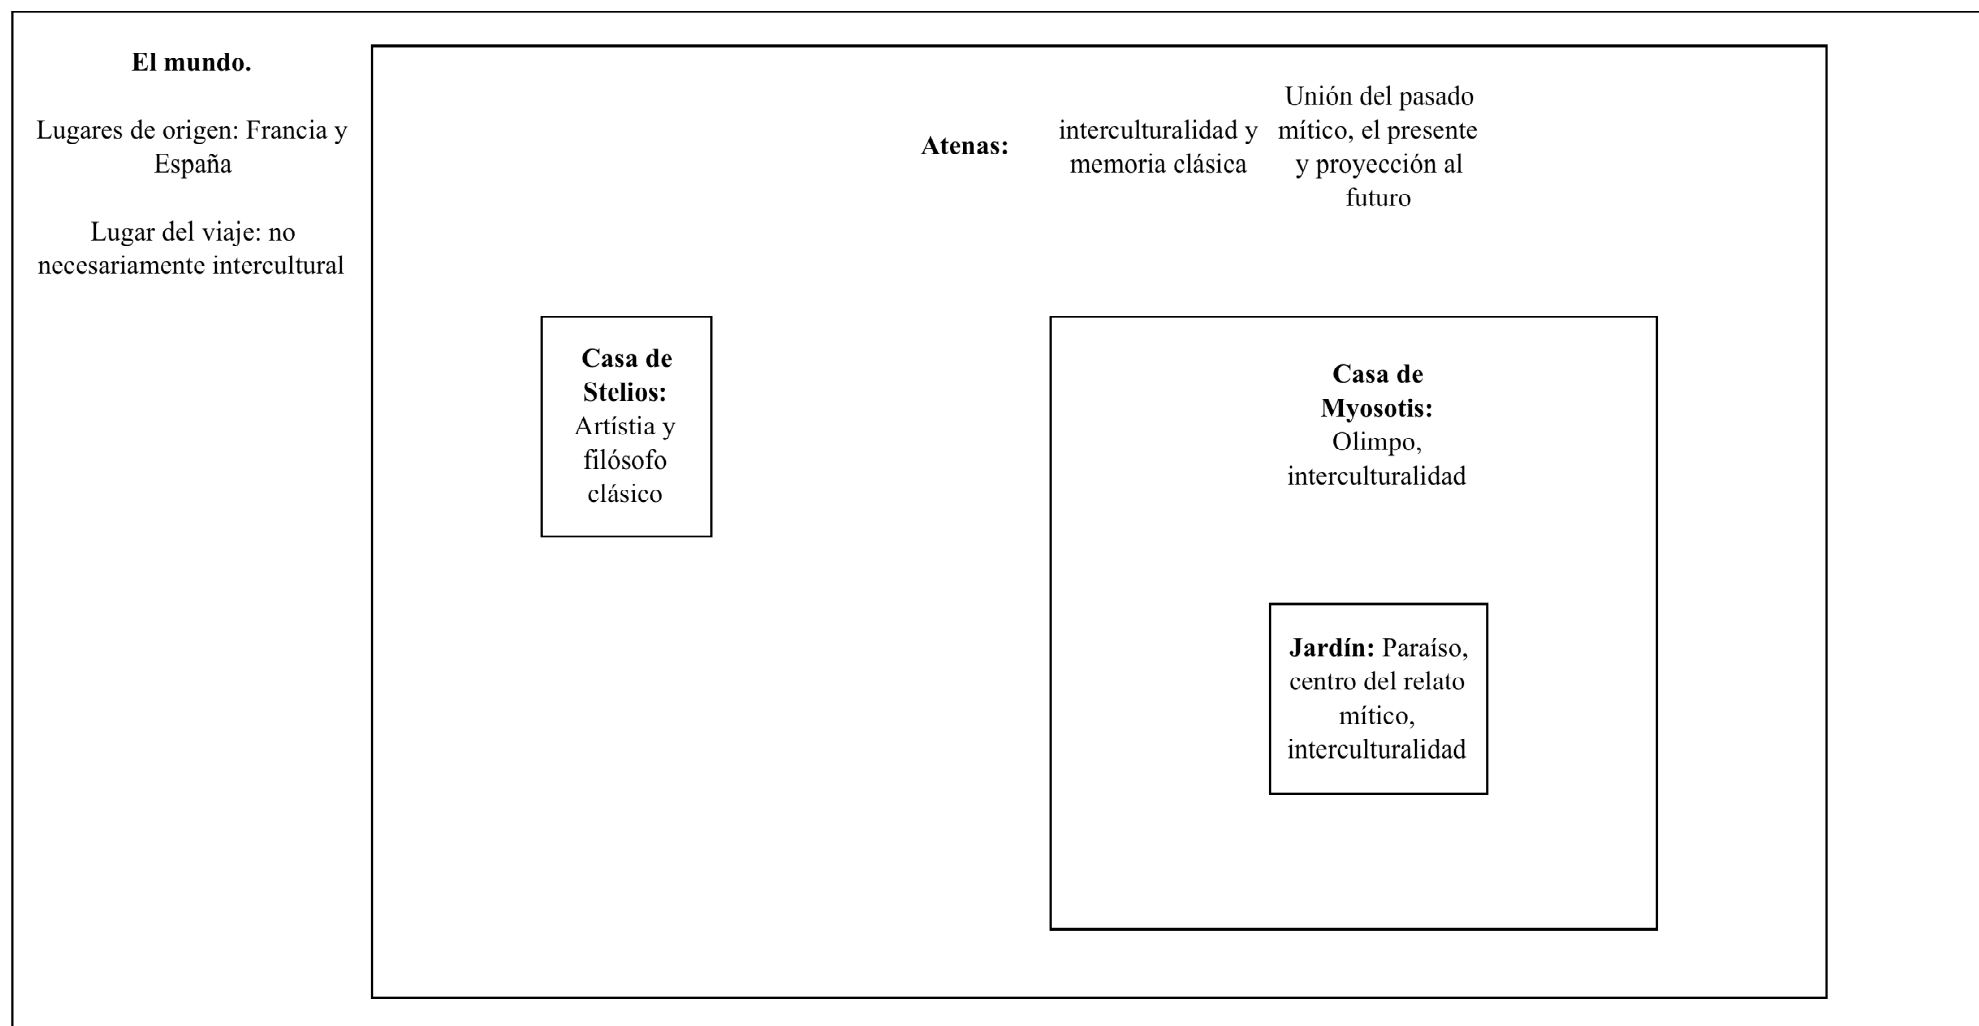 El mundo.
Lugares de origen: Francia y
España
Lugar del viaje: no
necesariamente intercultural
Atenas:
interculturalidad y
memoria clásica
Unión del pasado
mítico, el presente
y proyección al
futuro
Casa de
Stelios:
Artístia y
filósofo
clásico
Casa de
Myosotis:
Olimpo,
interculturalidad
Jardín: Paraíso,
centro del relato
mítico,
interculturalidad